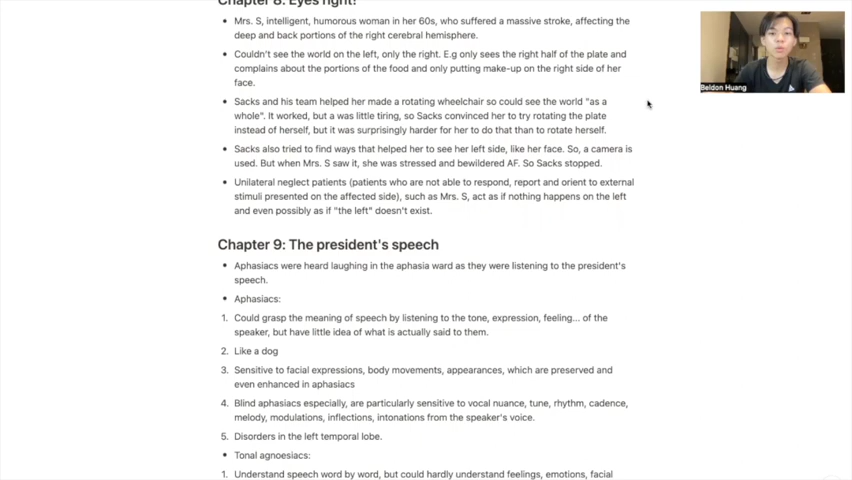 Chapter 8: Eyes right!
• Mrs. S, intelligent, humorous woman in her 60s, who suffered a massive stroke, affecting the
deep and back portions of the right cerebral hemisphere.
• Couldn't see the world on the left, only the right. E.g only sees the right half of the plate and
complains about the portions of the food and only putting make-up on the right side of her
face.
• Sacks and his team helped her made a rotating wheelchair so could see the world "as a
whole". It worked, but a was little tiring, so Sacks convinced her to try rotating the plate
instead of herself, but it was surprisingly harder for her to do that than to rotate herself.
• Sacks also tried to find ways that helped her to see her left side, like her face. So, a camera is
used. But when Mrs. S saw it, she was stressed and bewildered AF. So Sacks stopped.
• Unilateral neglect patients (patients who are not able to respond, report and orient to external
stimuli presented on the affected side), such as Mrs. S, act as if nothing happens on the left
and even possibly as if "the left" doesn't exist.
Chapter 9: The president's speech
• Aphasiacs were heard laughing in the aphasia ward as they were listening to the president's
speech.
• Aphasiacs:
1. Could grasp the meaning of speech by listening to the tone, expression, feeling... of the
speaker, but have little idea of what is actually said to them.
2. Like a dog
3. Sensitive to facial expressions, body movements, appearances, which are preserved and
even enhanced in aphasiacs
4. Blind aphasiacs especially, are particularly sensitive to vocal nuance, tune, rhythm, cadence,
melody, modulations, inflections, intonations from the speaker's voice.
5. Disorders in the left temporal lobe.
• Tonal agnoesiacs:
1. Understand speech word by word, but could hardly understand feelings, emotions, facial
Beldon Huang